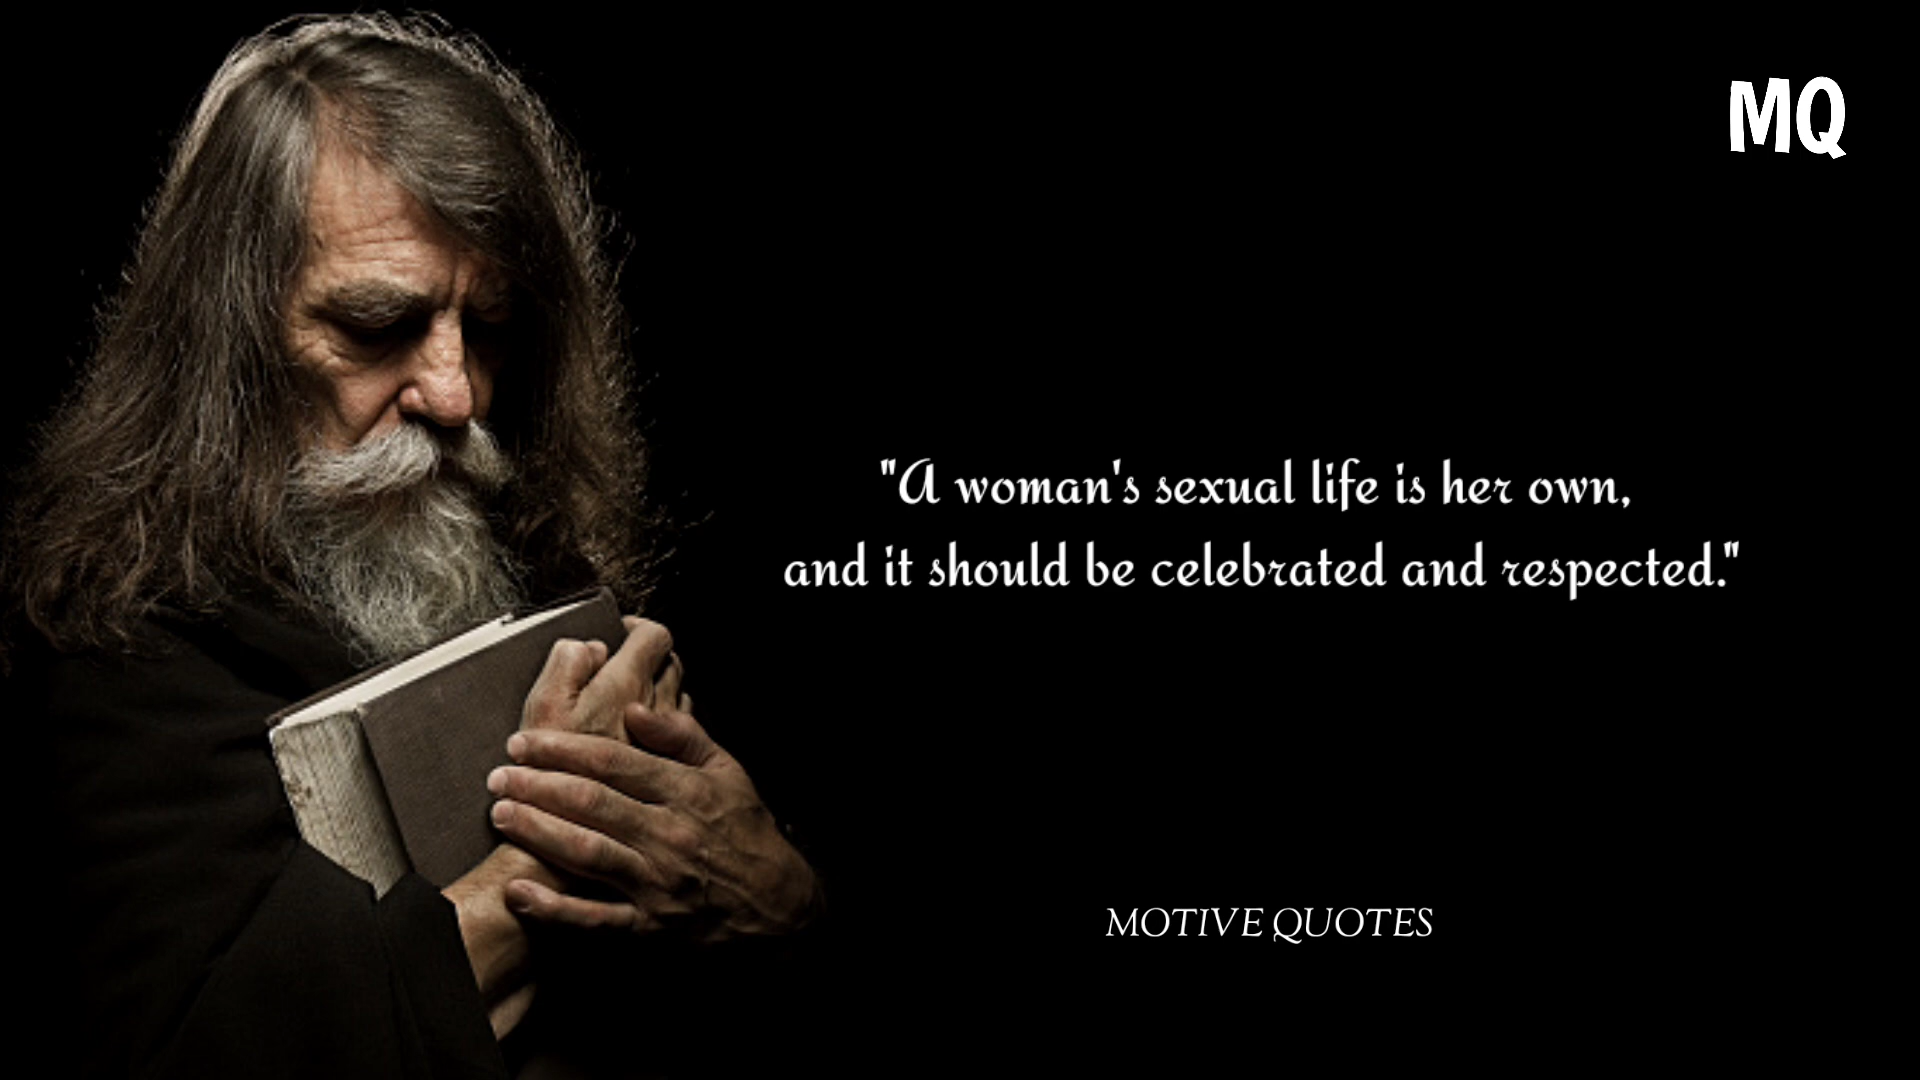 MQ
"A woman's sexual life is her own,
and it should be celebrated and respected."
MOTIVE QUOTES